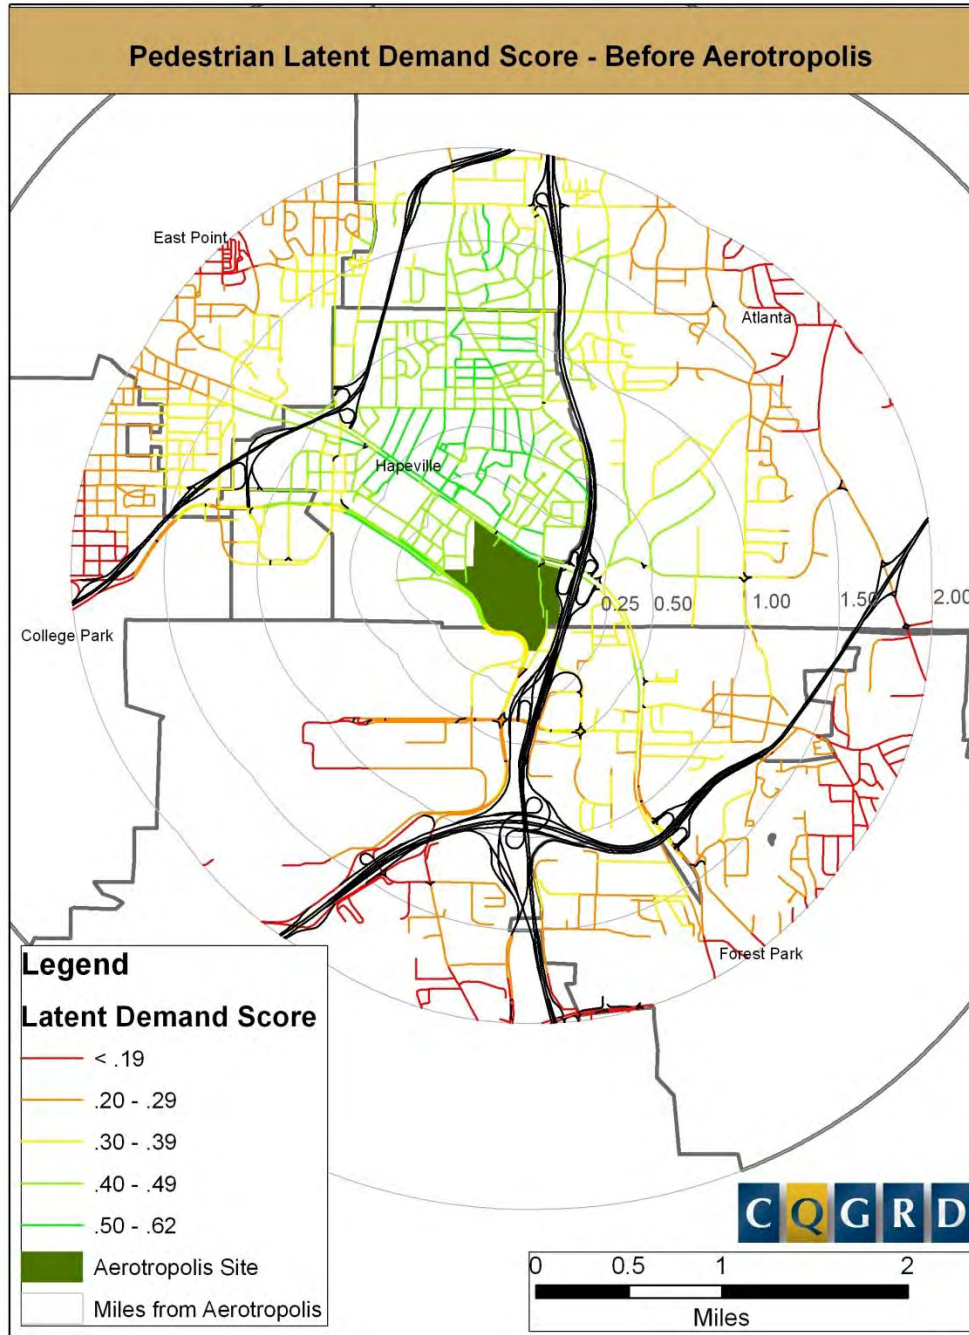 Pedestrian Latent Demand Score - Before Aerotropolis
East Point
Atlanta
Hapeville
0.25 0.50 1.00 1.50 2.00
College Park
Forest Park
Legend
Latent Demand Score
< .19
.20 - .29
.30 - .39
.40 - .49
.50 - .62
Aerotropolis Site
Miles from Aerotropolis
C Q G R D
0 0.5 1 2
Miles